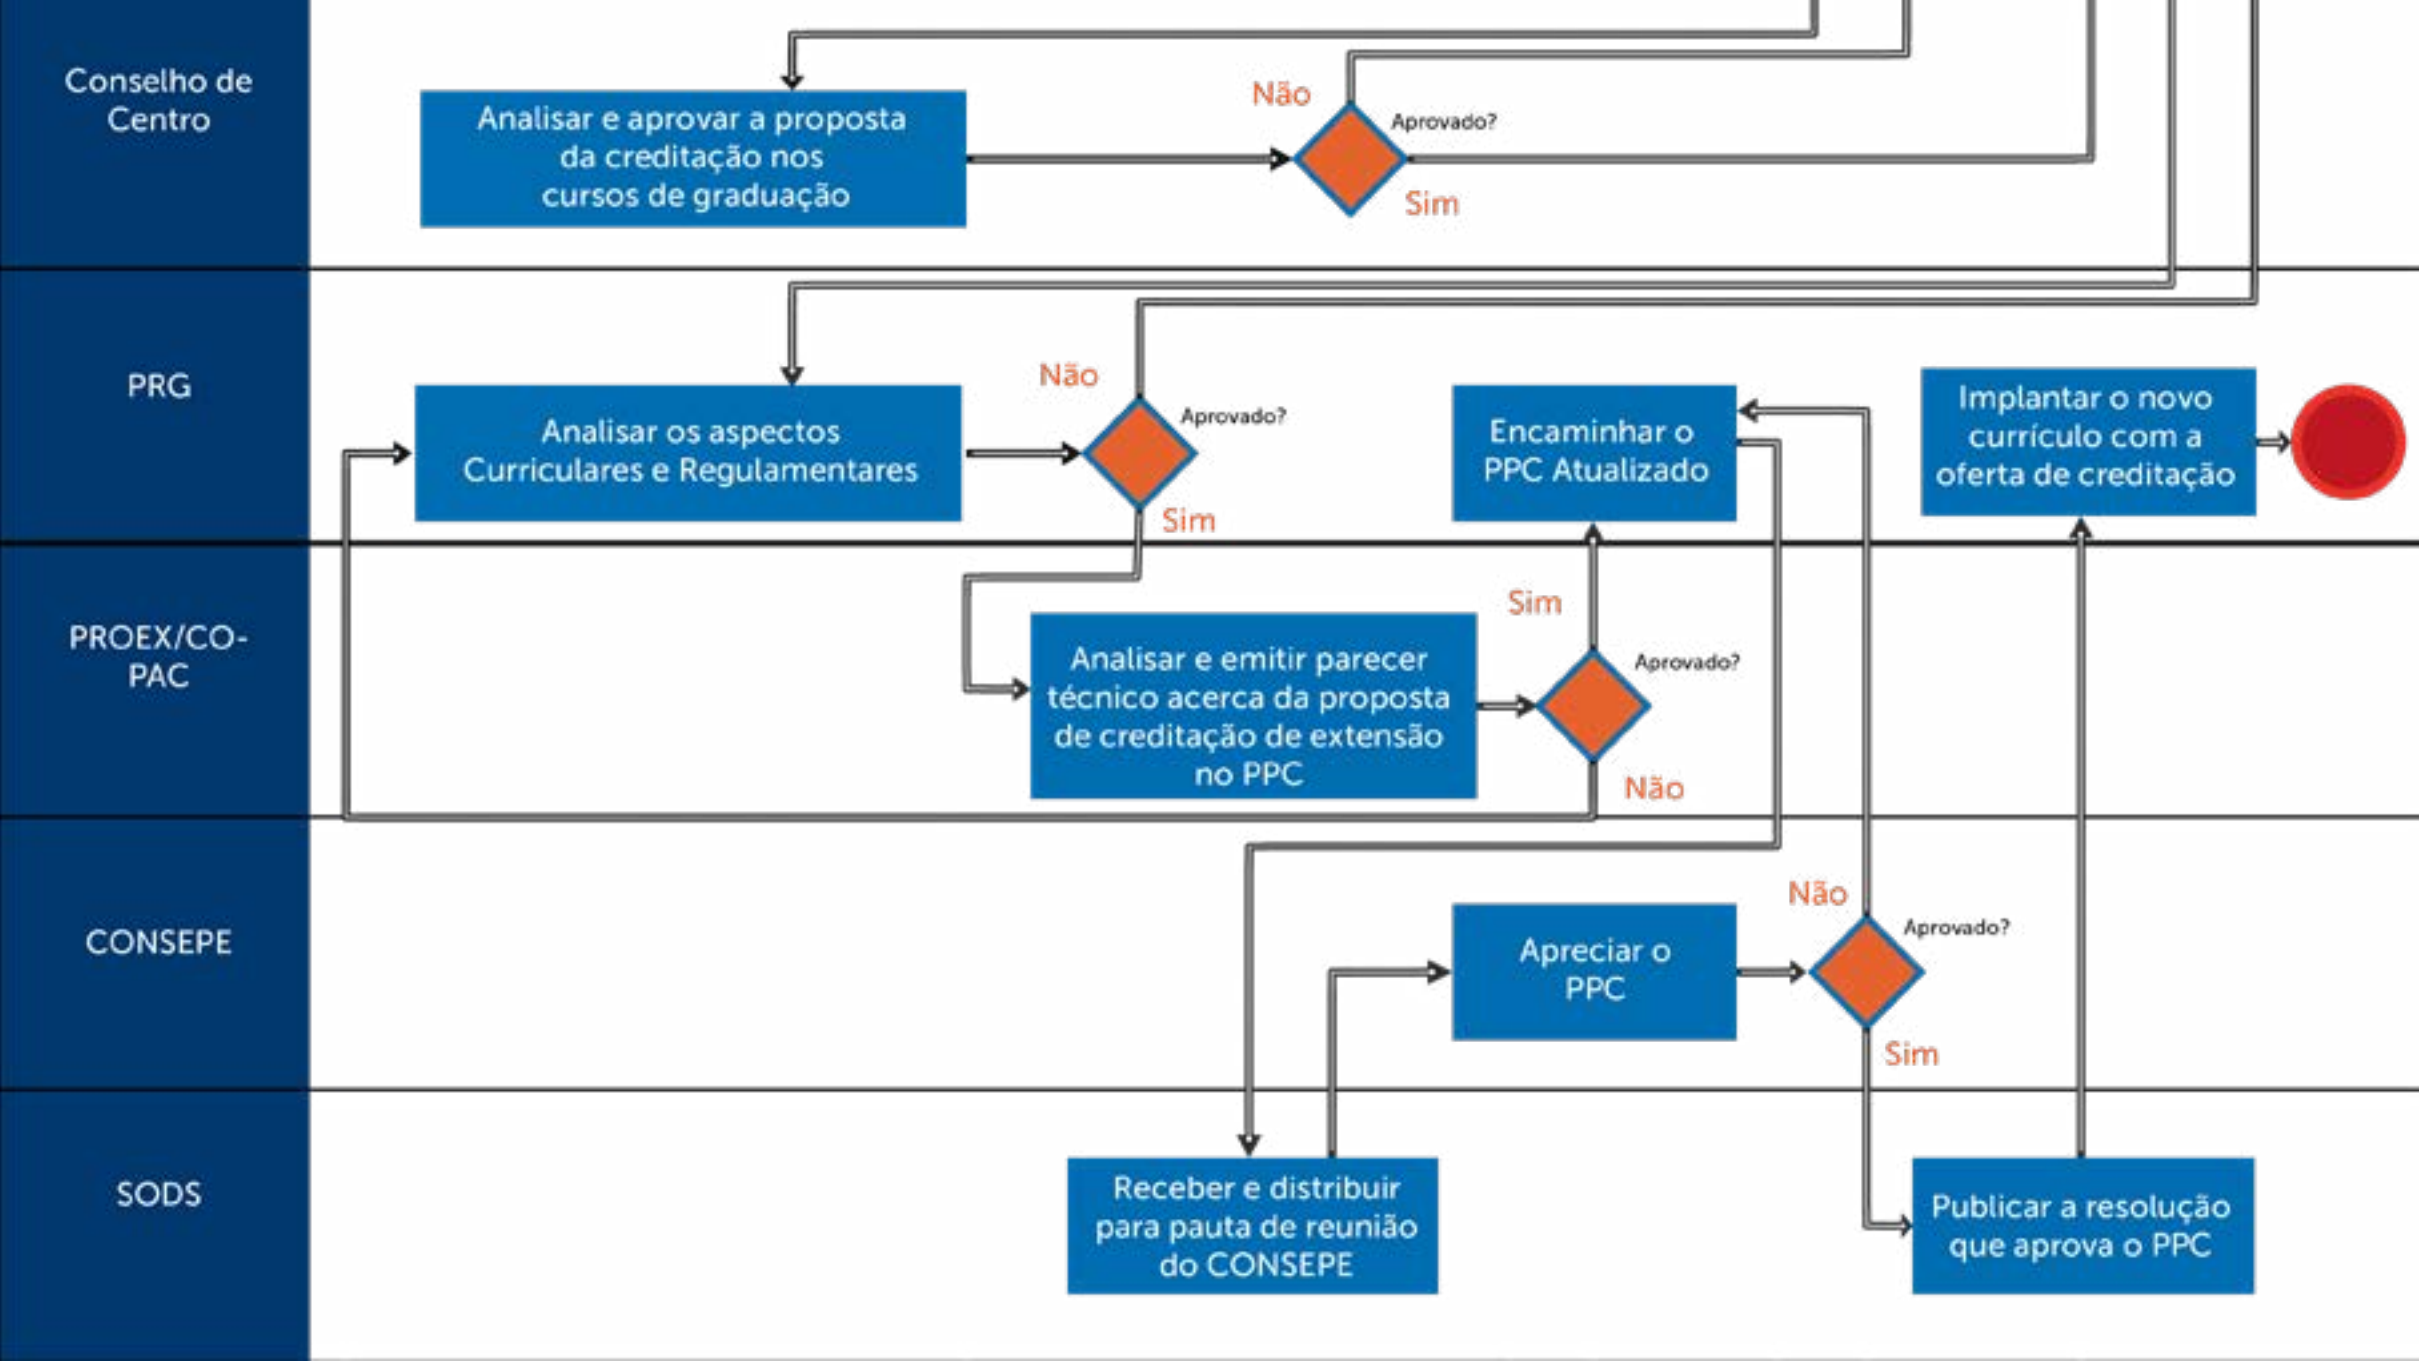 Conselho de
Centro
Analisar e aprovar a proposta
da creditação nos
cursos de graduação
Não
Aprovado?
Sim
PRG
Analisar os aspectos
Curriculares e Regulamentares
Não
Aprovado?
Sim
Encaminhar o
PPC Atualizado
Implantar o novo
currículo com a
oferta de creditação
PROEX/CO-
PAC
Analisar e emitir parecer
técnico acerca da proposta
de creditação de extensão
no PPC
Sim
Aprovado?
Não
CONSEPE
Apreciar o
PPC
Não
Aprovado?
Sim
SODS
Receber e distribuir
para pauta de reunião
do CONSEPE
Publicar a resolução
que aprova o PPC